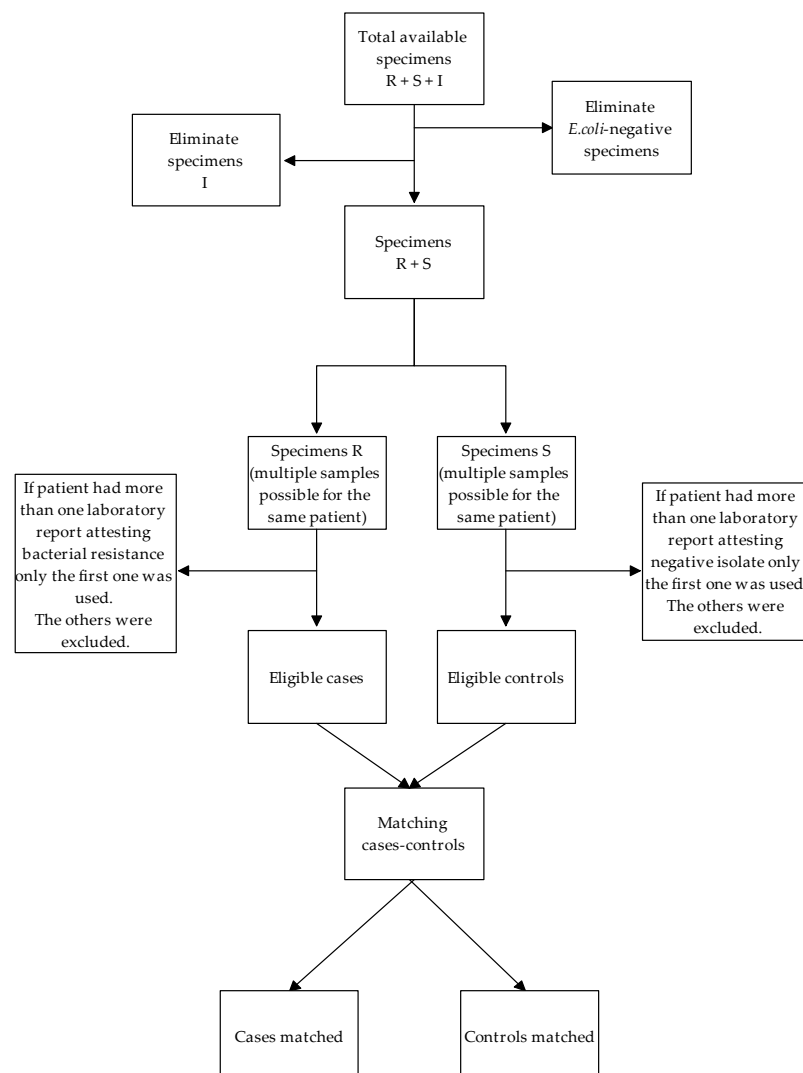 Total available
specimens
R + S + I
Eliminate
E.coli-negative
specimens
Eliminate
specimens
I
Specimens
R + S
Specimens R
(multiple samples
possible for the
same patient)
Specimens S
(multiple samples
possible for the
same patient)
If patient had more
than one laboratory
report attesting
bacterial resistance
only the first one was
used.
The others were
excluded.
If patient had more
than one laboratory
report attesting
negative isolate only
the first one was used
The others were
excluded.
Eligible cases
Eligible controls
Matching
cases-controls
Cases matched
Controls matched